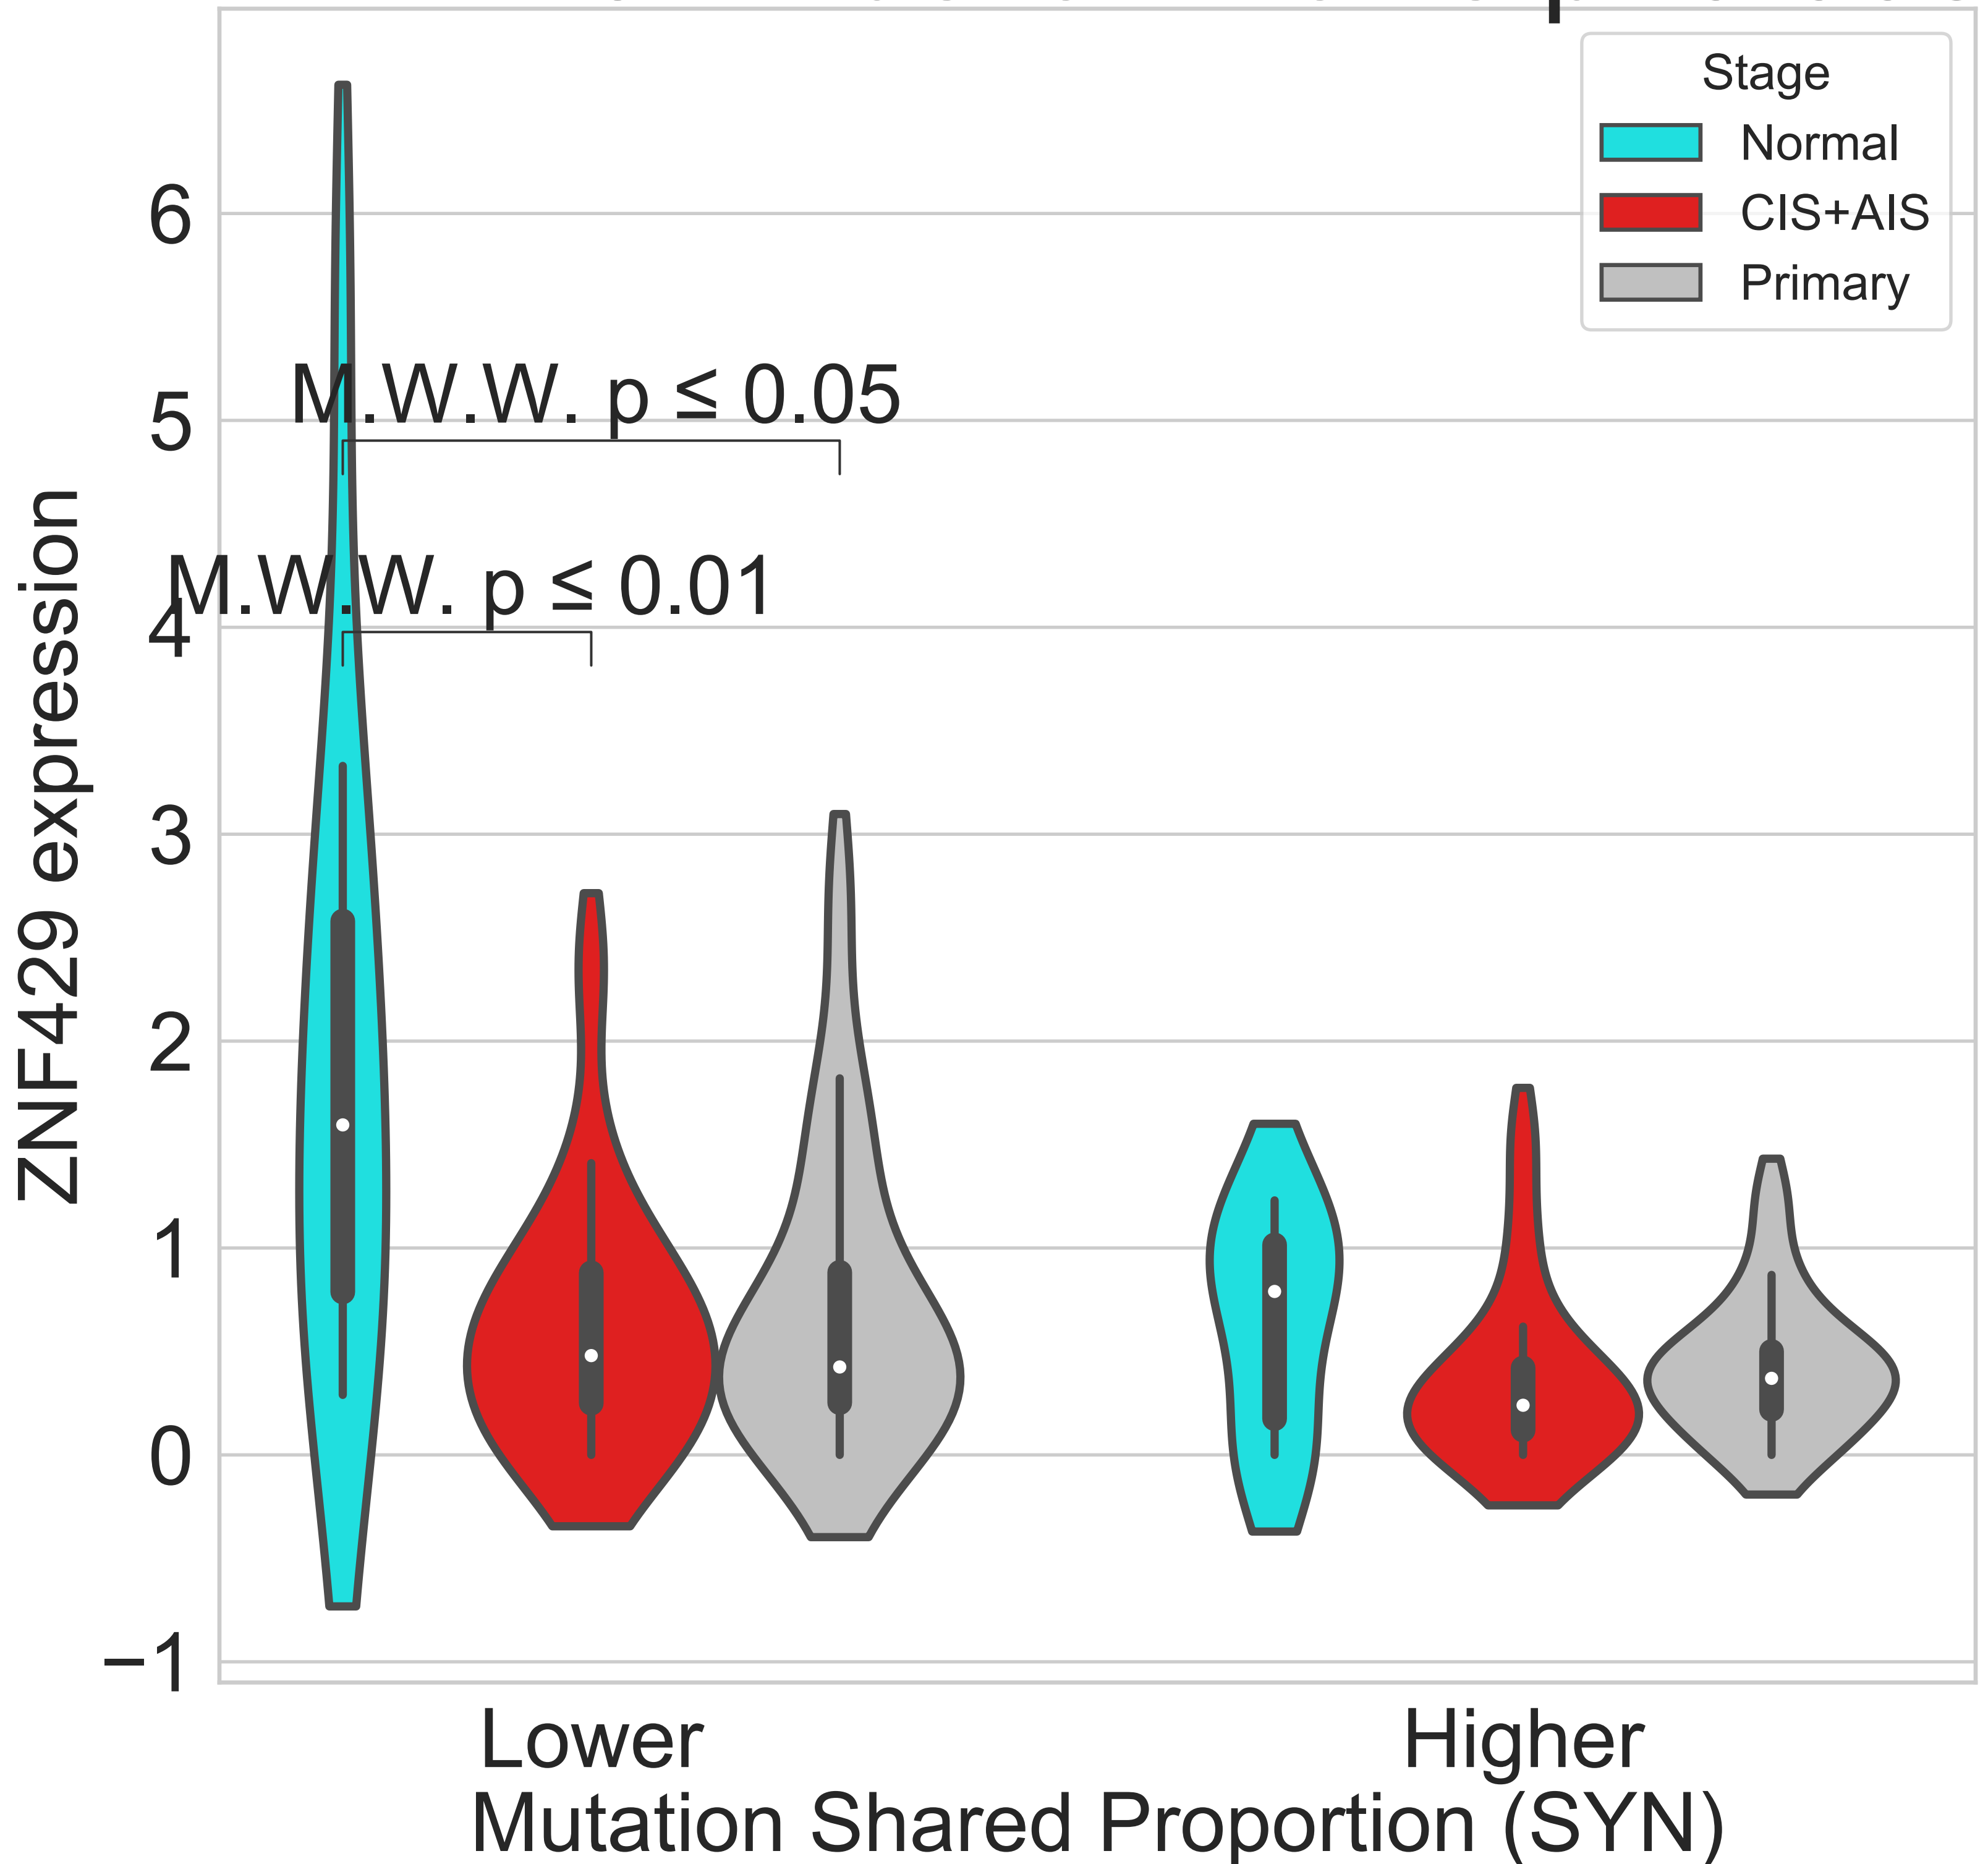 Stage
Normal
CIS+AIS
Primary
6
5
4
3
2
1
0
−1
ZNF429 expression
M.W.W. p ≤ 0.05
M.W.W. p ≤ 0.01
Lower
Higher
Mutation Shared Proportion (SYN)